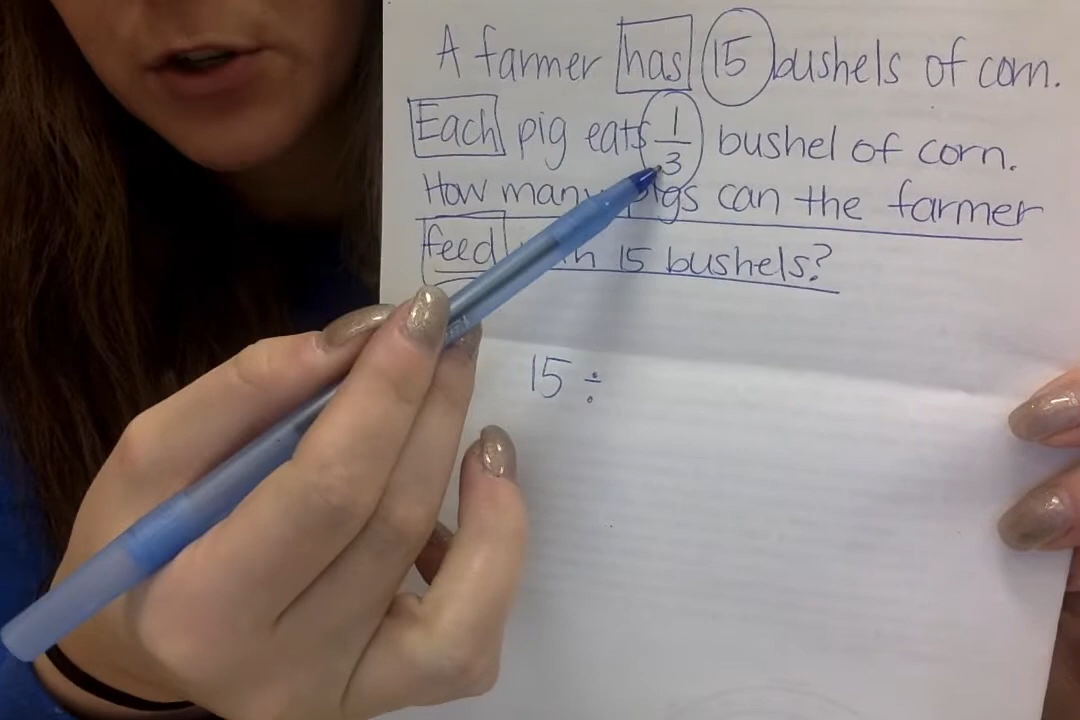 A farmer has 15 bushels of corn.
Each pig eats 1/3 bushel of corn.
How many pigs can the farmer
feed 15 bushels?
15 ÷